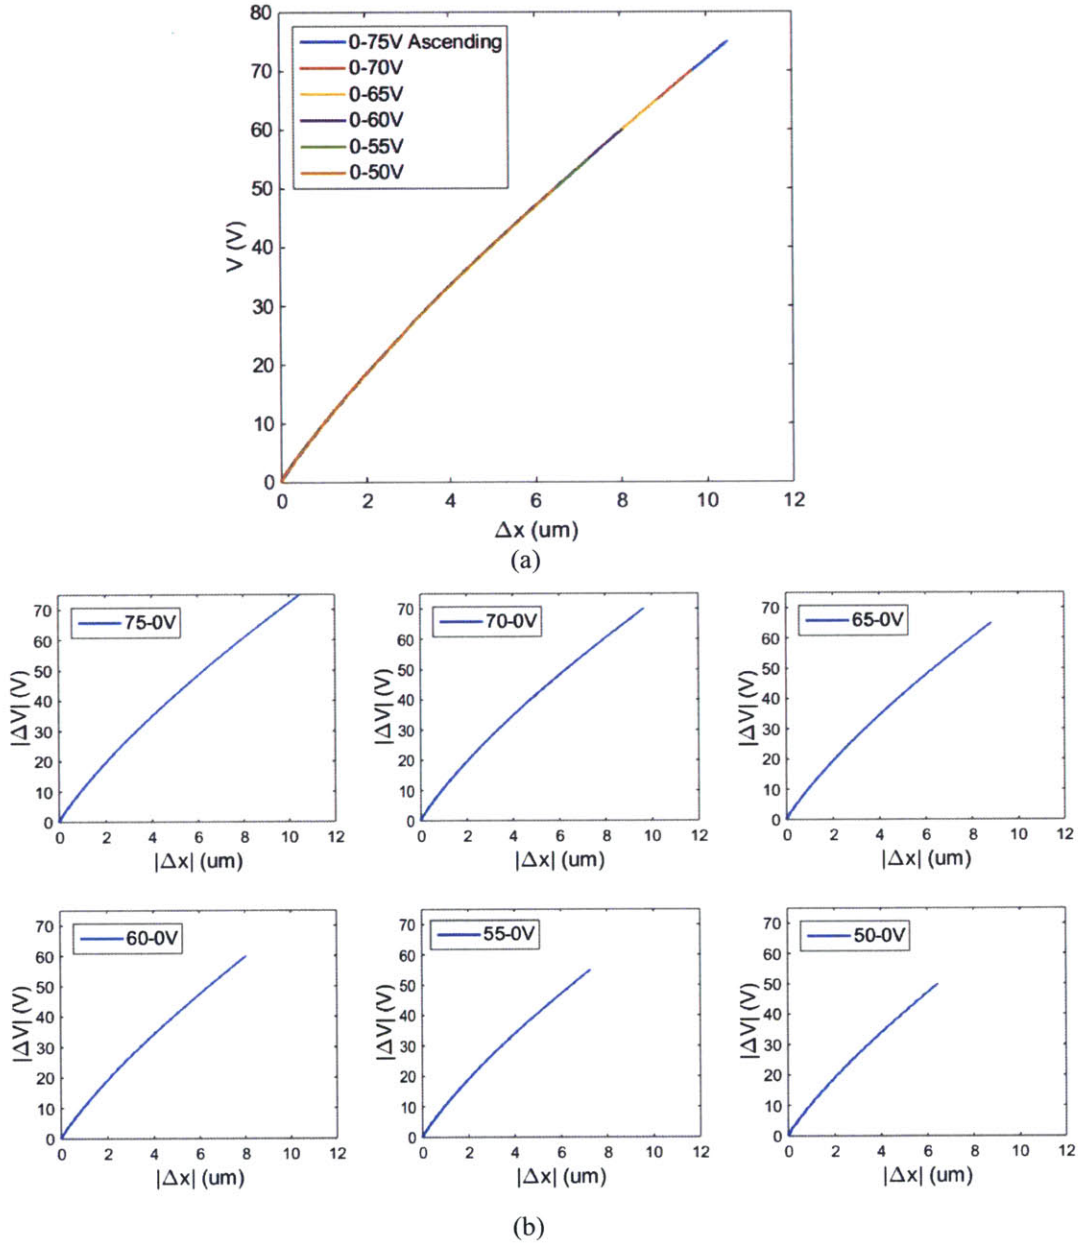 80
70
60
50
40
30
20
10
0
V (V)
0-75V Ascending
0-70V
0-65V
0-60V
0-55V
0-50V
0 2 4 6 8 10 12
Δx (um)
(a)
70
60
50
40
30
20
10
0
|ΔV| (V)
75-0V
0 2 4 6 8 10 12
|Δx| (um)
70
60
50
40
30
20
10
0
|ΔV| (V)
70-0V
0 2 4 6 8 10 12
|Δx| (um)
70
60
50
40
30
20
10
0
|ΔV| (V)
65-0V
0 2 4 6 8 10 12
|Δx| (um)
70
60
50
40
30
20
10
0
|ΔV| (V)
60-0V
0 2 4 6 8 10 12
|Δx| (um)
70
60
50
40
30
20
10
0
|ΔV| (V)
55-0V
0 2 4 6 8 10 12
|Δx| (um)
70
60
50
40
30
20
10
0
|ΔV| (V)
50-0V
0 2 4 6 8 10 12
|Δx| (um)
(b)